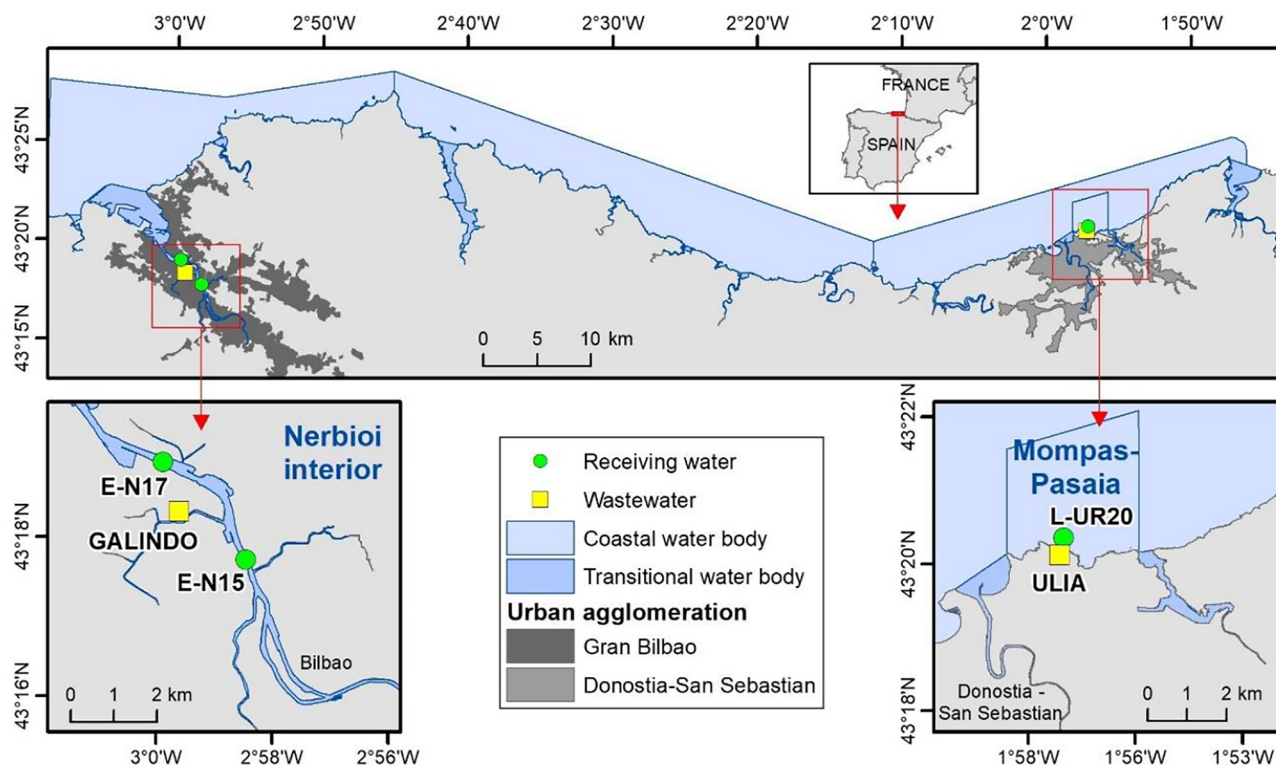 3°0'W 2°50'W 2°40'W 2°30'W 2°20'W 2°10'W 2°0'W 1°50'W
43°25'N
43°20'N
43°15'N
FRANCE
SPAIN
0 5 10 km
Nerbioi
interior
E-N17
GALINDO
E-N15
Bilbao
0 1 2 km
43°18'N
43°16'N
3°0'W 2°58'W 2°56'W
Receiving water
Wastewater
Coastal water body
Transitional water body
Urban agglomeration
Gran Bilbao
Donostia-San Sebastian
43°22'N
43°20'N
43°18'N
Mompas-
Pasaia
L-UR20
ULIA
Donostia -
San Sebastian
0 1 2 km
1°58'W 1°56'W 1°53'W